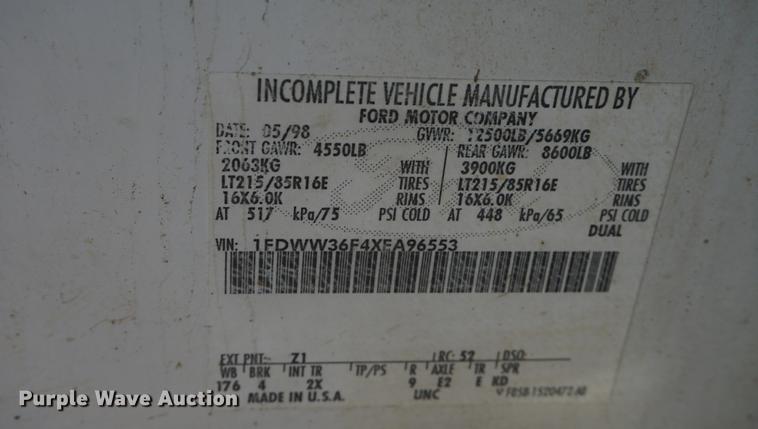 INCOMPLETE VEHICLE MANUFACTURED BY
FORD MOTOR COMPANY
DATE: 05/98 GVWR: 12500LB/5669KG
FRONT GAWR: 4550LB REAR GAWR: 8600LB
2063KG WITH 3900KG WITH
LT215/85R16E TIRES LT215/85R16E TIRES
16X6.0K RIMS 16X6.0K RIMS
AT 517 kPa/75 PSI COLD AT 448 kPa/65 PSI COLD
DUAL
VIN: 1FDWW36F4XEA96553
EXT PNT: Z1 RC: 52 DSO:
WB BRK INT TR TP/PS R AXLE TR SPR
176 4 2X 9 E2 E KD
MADE IN U.S.A. UNC
Purple Wave Auction